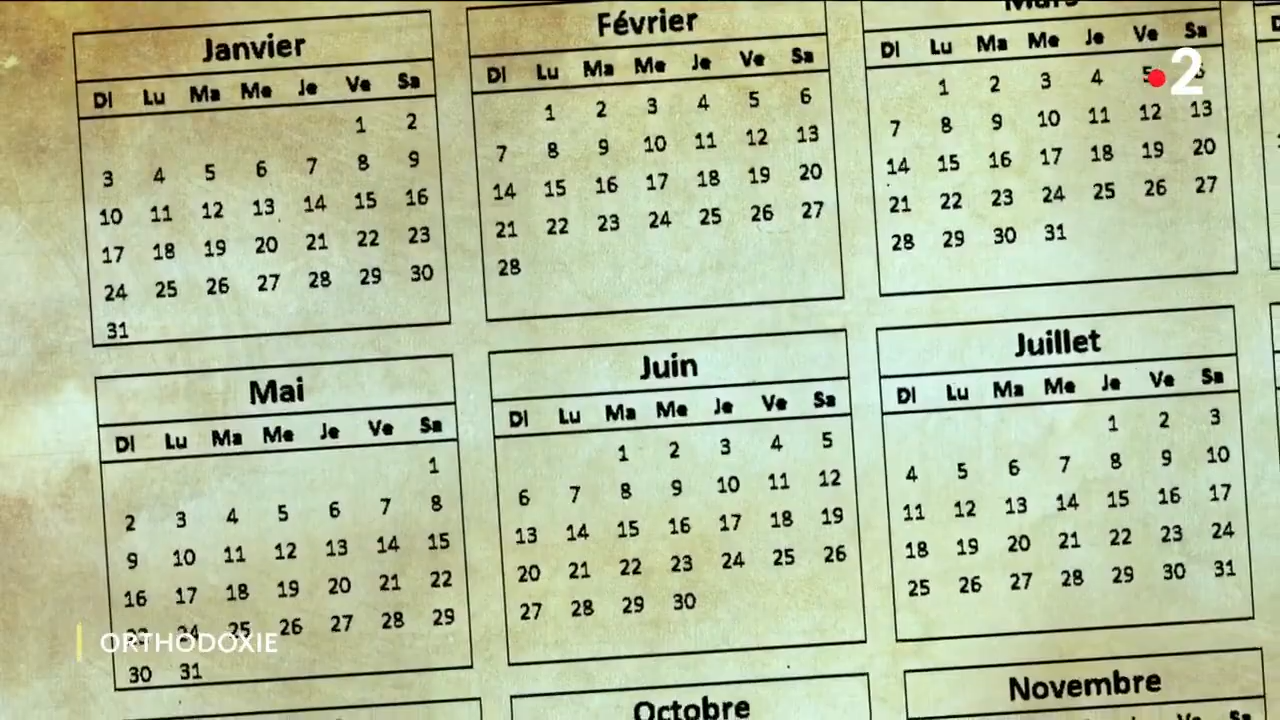 Janvier
DI Lu Ma Me Je Ve Sa
1 2
3 4 5 6 7 8 9
10 11 12 13 14 15 16
17 18 19 20 21 22 23
24 25 26 27 28 29 30
31
Février
DI Lu Ma Me Je Ve Sa
1 2 3 4 5 6
7 8 9 10 11 12 13
14 15 16 17 18 19 20
21 22 23 24 25 26 27
28
Mars
DI Lu Ma Me Je Ve Sa
1 2 3 4 5 6
7 8 9 10 11 12 13
14 15 16 17 18 19 20
21 22 23 24 25 26 27
28 29 30 31
2
Mai
DI Lu Ma Me Je Ve Sa
1
2 3 4 5 6 7 8
9 10 11 12 13 14 15
16 17 18 19 20 21 22
23 24 25 26 27 28 29
30 31
Juin
DI Lu Ma Me Je Ve Sa
1 2 3 4 5
6 7 8 9 10 11 12
13 14 15 16 17 18 19
20 21 22 23 24 25 26
27 28 29 30
Juillet
DI Lu Ma Me Je Ve Sa
1 2 3
4 5 6 7 8 9 10
11 12 13 14 15 16 17
18 19 20 21 22 23 24
25 26 27 28 29 30 31
ORTHODOXIE
Octobre
Novembre
Ve Sa